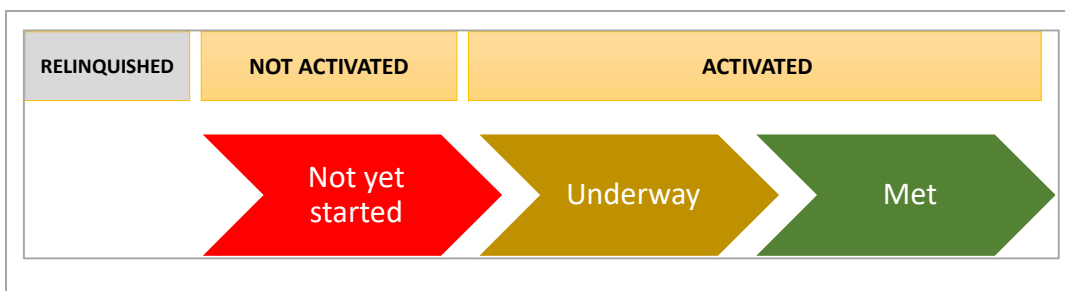 RELINQUISHED
NOT ACTIVATED
ACTIVATED
Not yet
started
Underway
Met